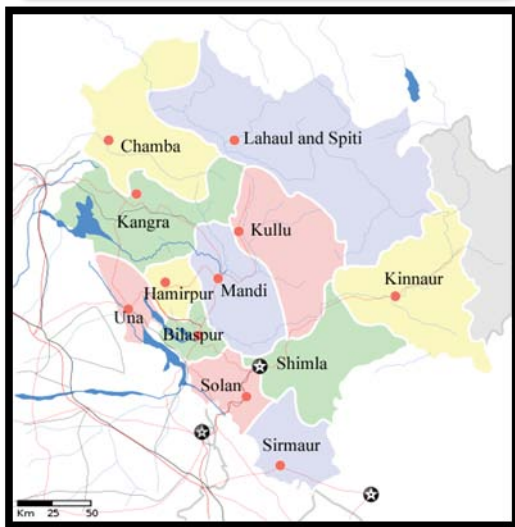 Chamba
Lahaul and Spiti
Kangra
Kullu
Kinnaur
Hamirpur
Mandi
Una
Bilaspur
Shimla
Solan
Sirmaur
Km 25 50